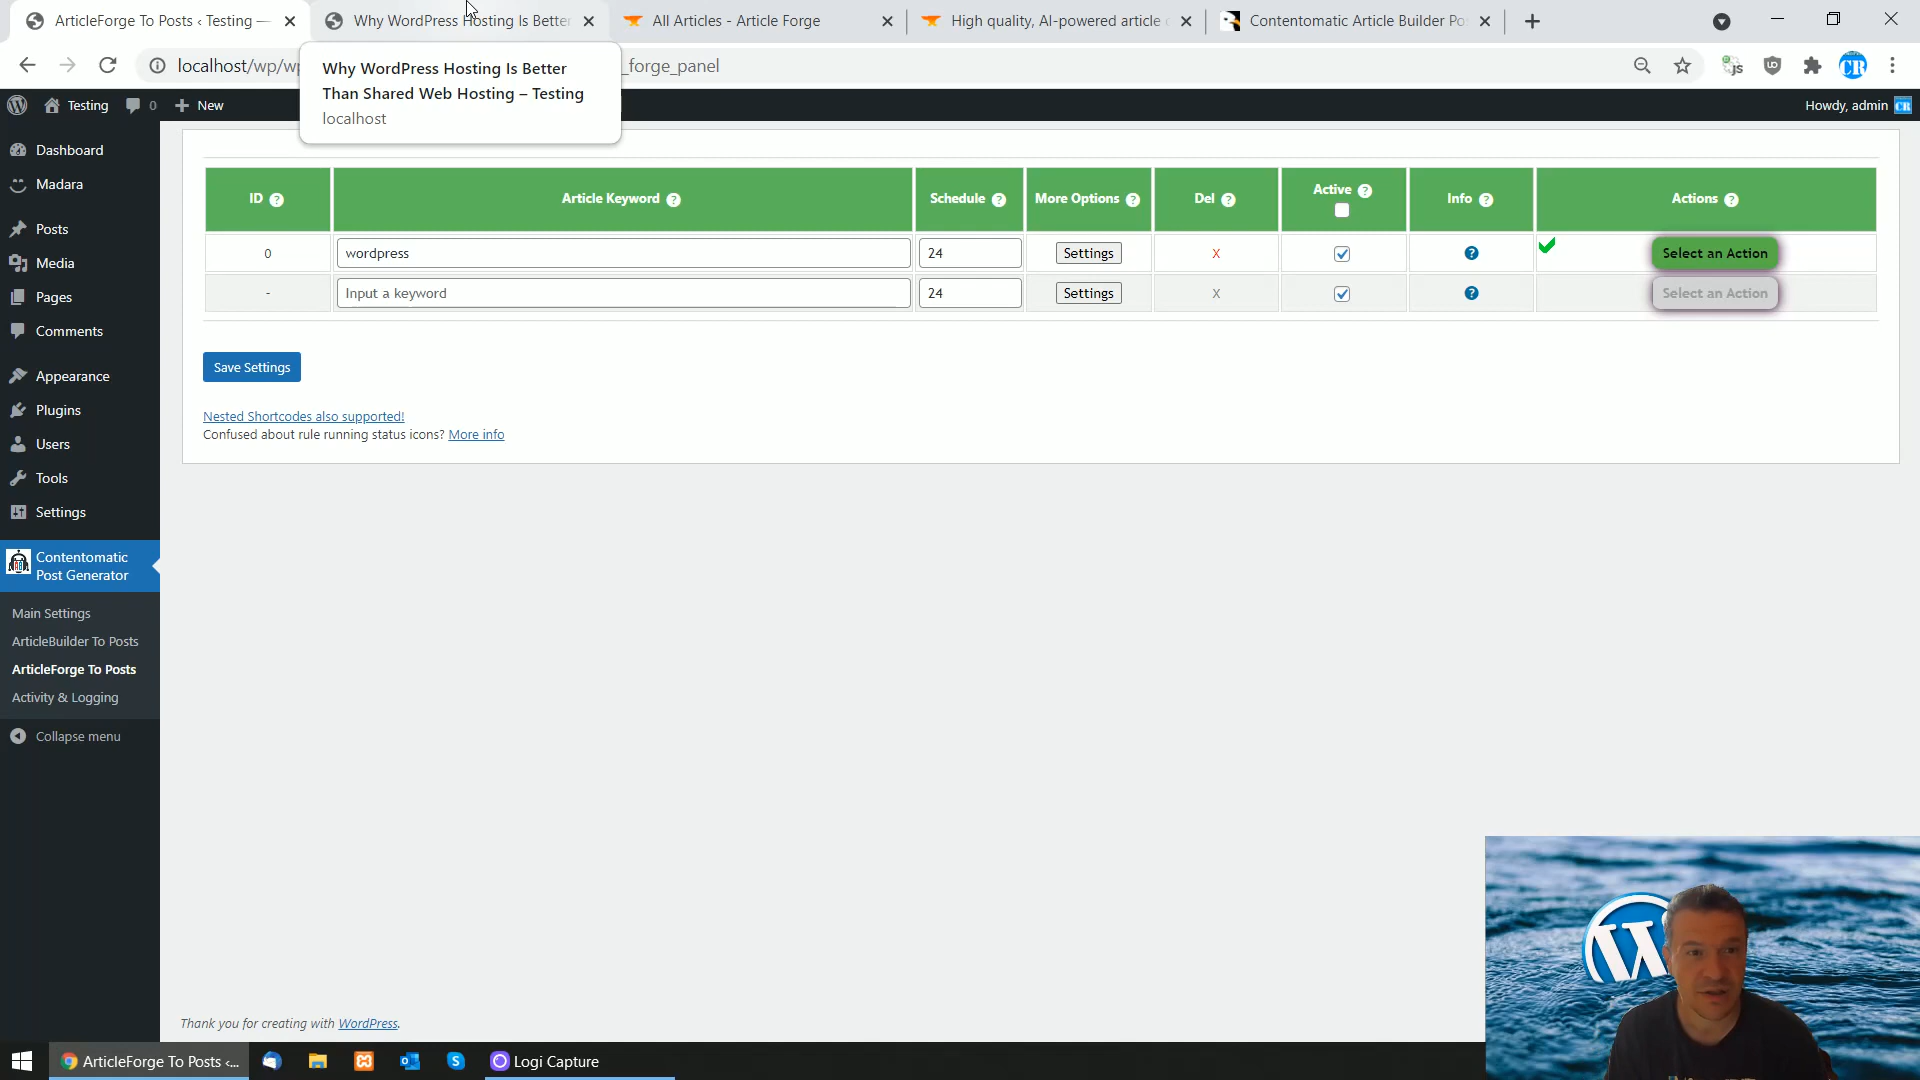 ArticleForge To Posts ‹ Testing —
Why WordPress Hosting Is Better
All Articles - Article Forge
High quality, AI-powered article
Contentomatic Article Builder Po
localhost/wp/wp
_forge_panel
Why WordPress Hosting Is Better
Than Shared Web Hosting – Testing
localhost
Testing
0
New
Howdy, admin
Dashboard
Madara
Posts
Media
Pages
Comments
Appearance
Plugins
Users
Tools
Settings
Contentomatic
Post Generator
Main Settings
ArticleBuilder To Posts
ArticleForge To Posts
Activity & Logging
Collapse menu
ID ?
Article Keyword ?
Schedule ?
More Options ?
Del ?
Active ?
Info ?
Actions ?
0
wordpress
24
Settings
X
?
Select an Action
-
Input a keyword
24
Settings
X
?
Select an Action
Save Settings
Nested Shortcodes also supported!
Confused about rule running status icons? More info
Thank you for creating with WordPress.
ArticleForge To Posts ‹...
Logi Capture